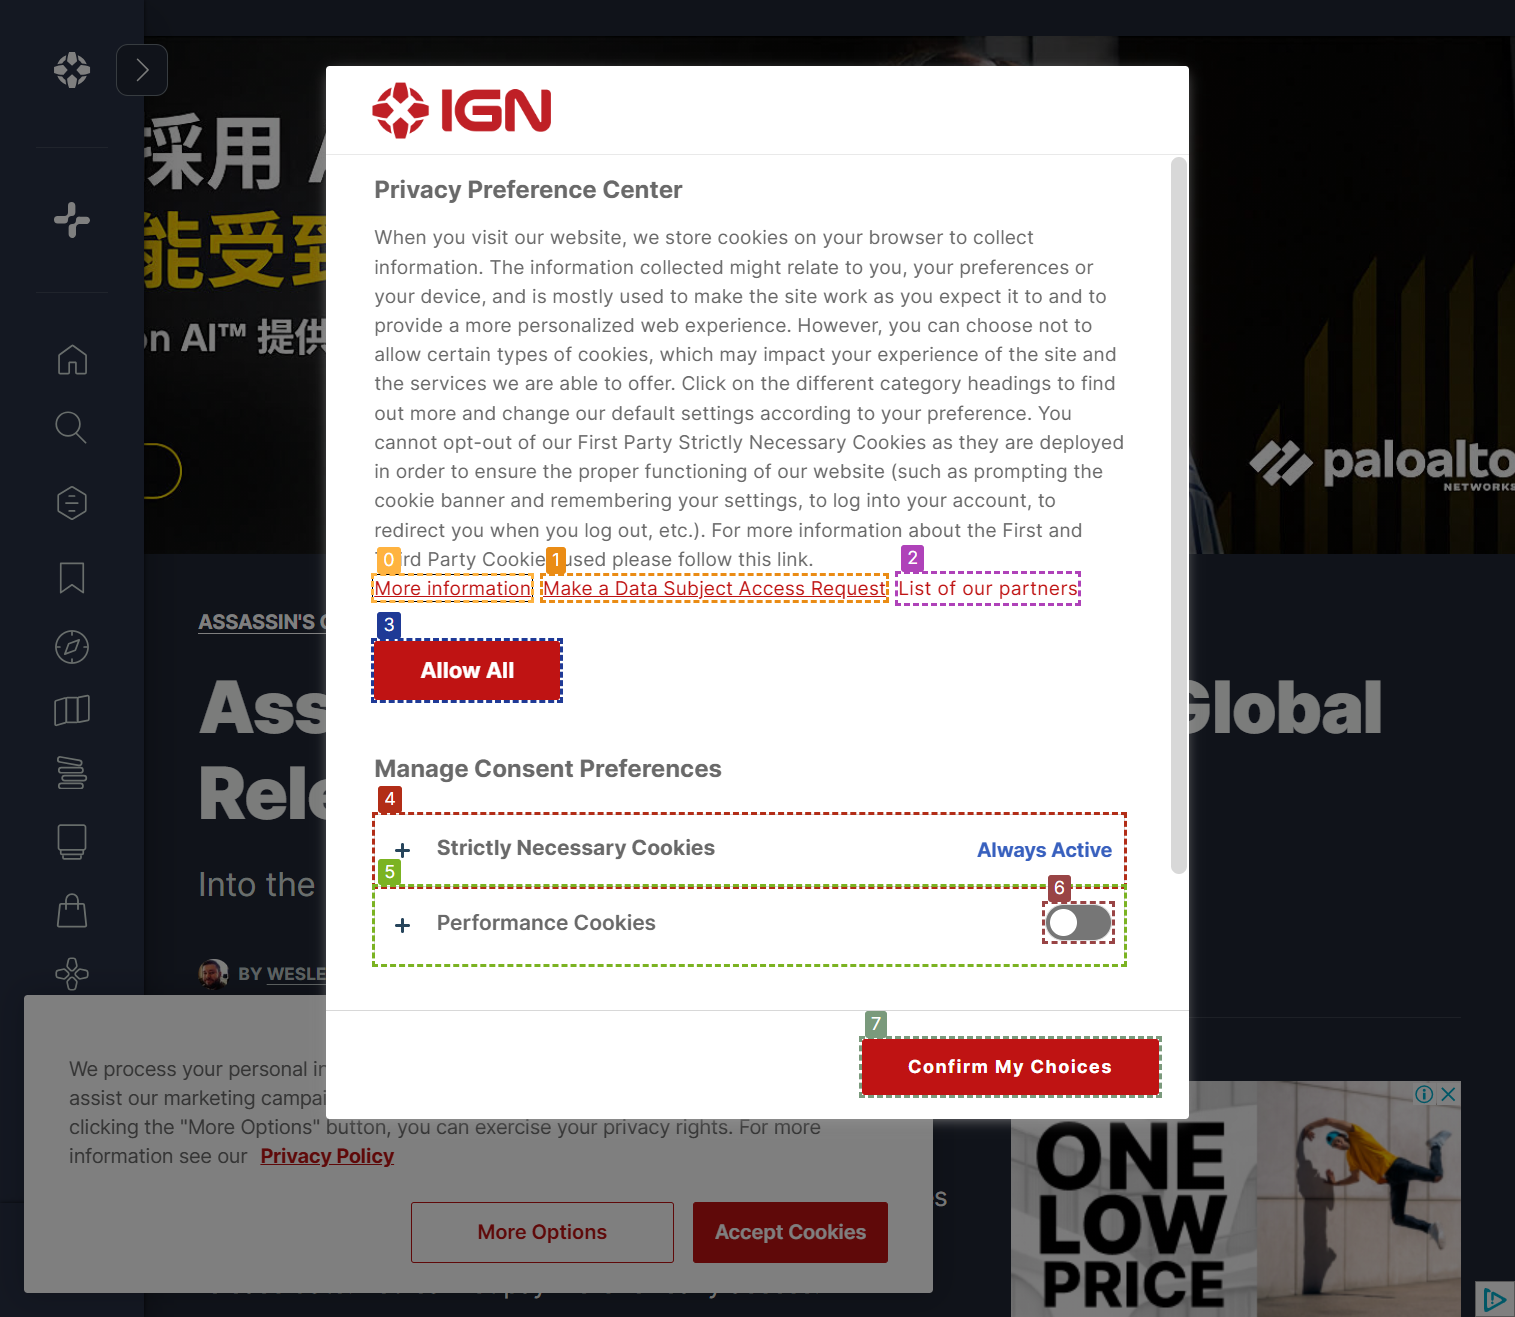 IGN
Privacy Preference Center
When you visit our website, we store cookies on your browser to collect
information. The information collected might relate to you, your preferences or
your device, and is mostly used to make the site work as you expect it to and to
provide a more personalized web experience. However, you can choose not to
allow certain types of cookies, which may impact your experience of the site and
the services we are able to offer. Click on the different category headings to find
out more and change our default settings according to your preference. You
cannot opt-out of our First Party Strictly Necessary Cookies as they are deployed
in order to ensure the proper functioning of our website (such as prompting the
cookie banner and remembering your settings, to log into your account, to
redirect you when you log out, etc.). For more information about the First and
rd Party Cookie used please follow this link.
0 1 2
More information Make a Data Subject Access Request List of our partners
3
Allow All
Manage Consent Preferences
4
+ Strictly Necessary Cookies Always Active
5
6
+ Performance Cookies
7
Confirm My Choices
採用
能受到
on AI™ 提供
paloalto
NETWORKS
ASSASSIN'S
Ass Global
Rele
Into the
BY WESLE
We process your personal in
assist our marketing campai
clicking the "More Options" button, you can exercise your privacy rights. For more
information see our Privacy Policy
More Options Accept Cookies
s
ONE
LOW
PRICE